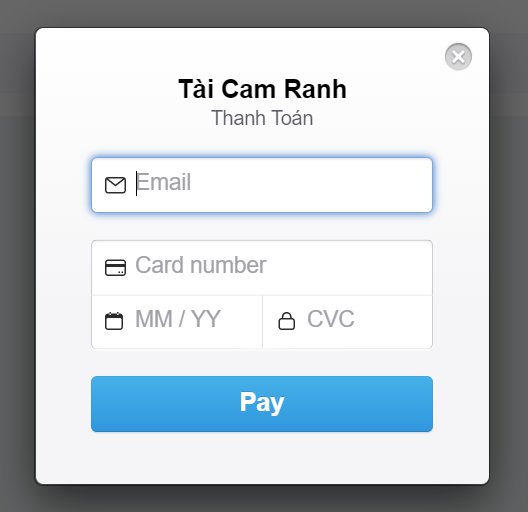 Tài Cam Ranh
Thanh Toán
Email
Card number
MM / YY
CVC
Pay